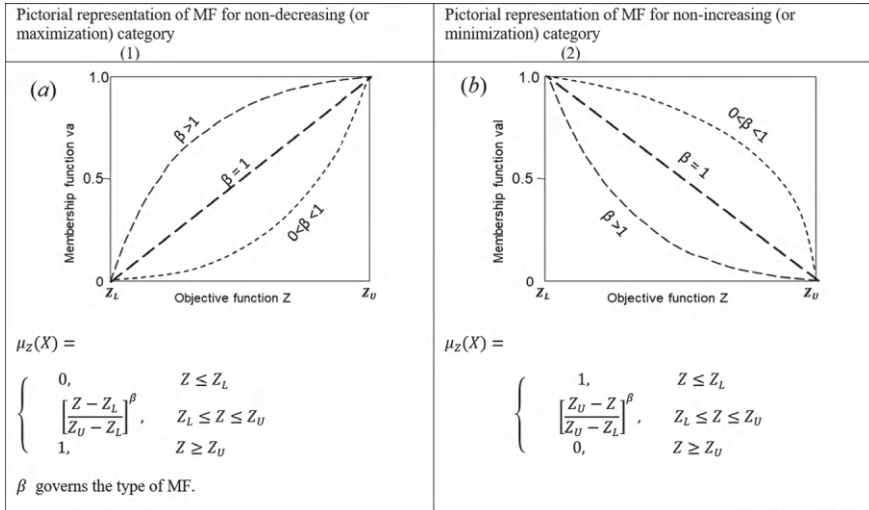 Pictorial representation of MF for non-decreasing (or
maximization) category
(1)
Pictorial representation of MF for non-increasing (or
minimization) category
(2)
(a)
1.0
0.5
0
Membership function va
β >1
β = 1
0<β <1
Z_L
Objective function Z
Z_U
μ_Z(X) =
0, Z ≤ Z_L
[(Z − Z_L)/(Z_U − Z_L)]^β, Z_L ≤ Z ≤ Z_U
1, Z ≥ Z_U
β governs the type of MF.
(b)
1.0
0.5
0
Membership function val
0<β <1
β = 1
β >1
Z_L
Objective function Z
Z_U
μ_Z(X) =
1, Z ≤ Z_L
[(Z_U − Z)/(Z_U − Z_L)]^β, Z_L ≤ Z ≤ Z_U
0, Z ≥ Z_U